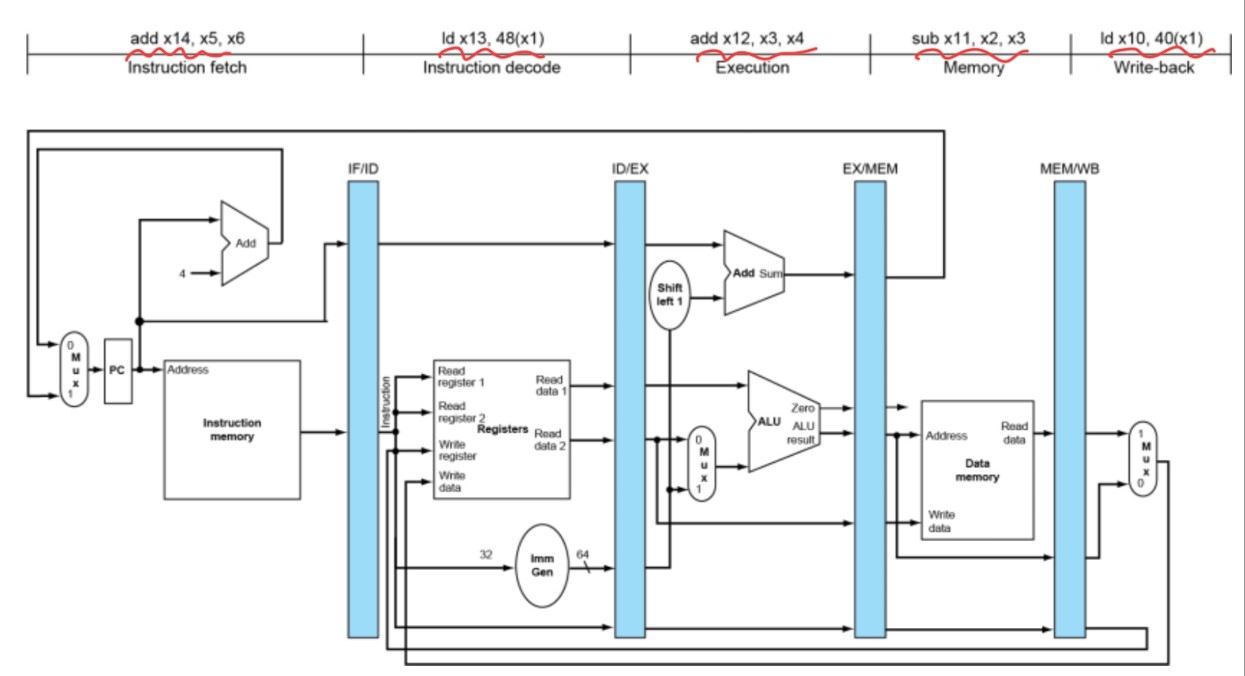 add x14, x5, x6 ld x13, 48(x1) add x12, x3, x4 sub x11, x2, x3 ld x10, 40(x1)
Instruction fetch Instruction decode Execution Memory Write-back
IF/ID ID/EX EX/MEM MEM/WB
Add
4
Add Sum
Shift
left 1
0
M
u
x
1
PC
Address
Instruction
memory
Instruction
Read
register 1
Read
register 2
Write
register
Write
data
Registers
Read
data 1
Read
data 2
0
M
u
x
1
ALU
Zero
ALU
result
Address
Read
data
Data
memory
Write
data
1
M
u
x
0
32
Imm
Gen
64